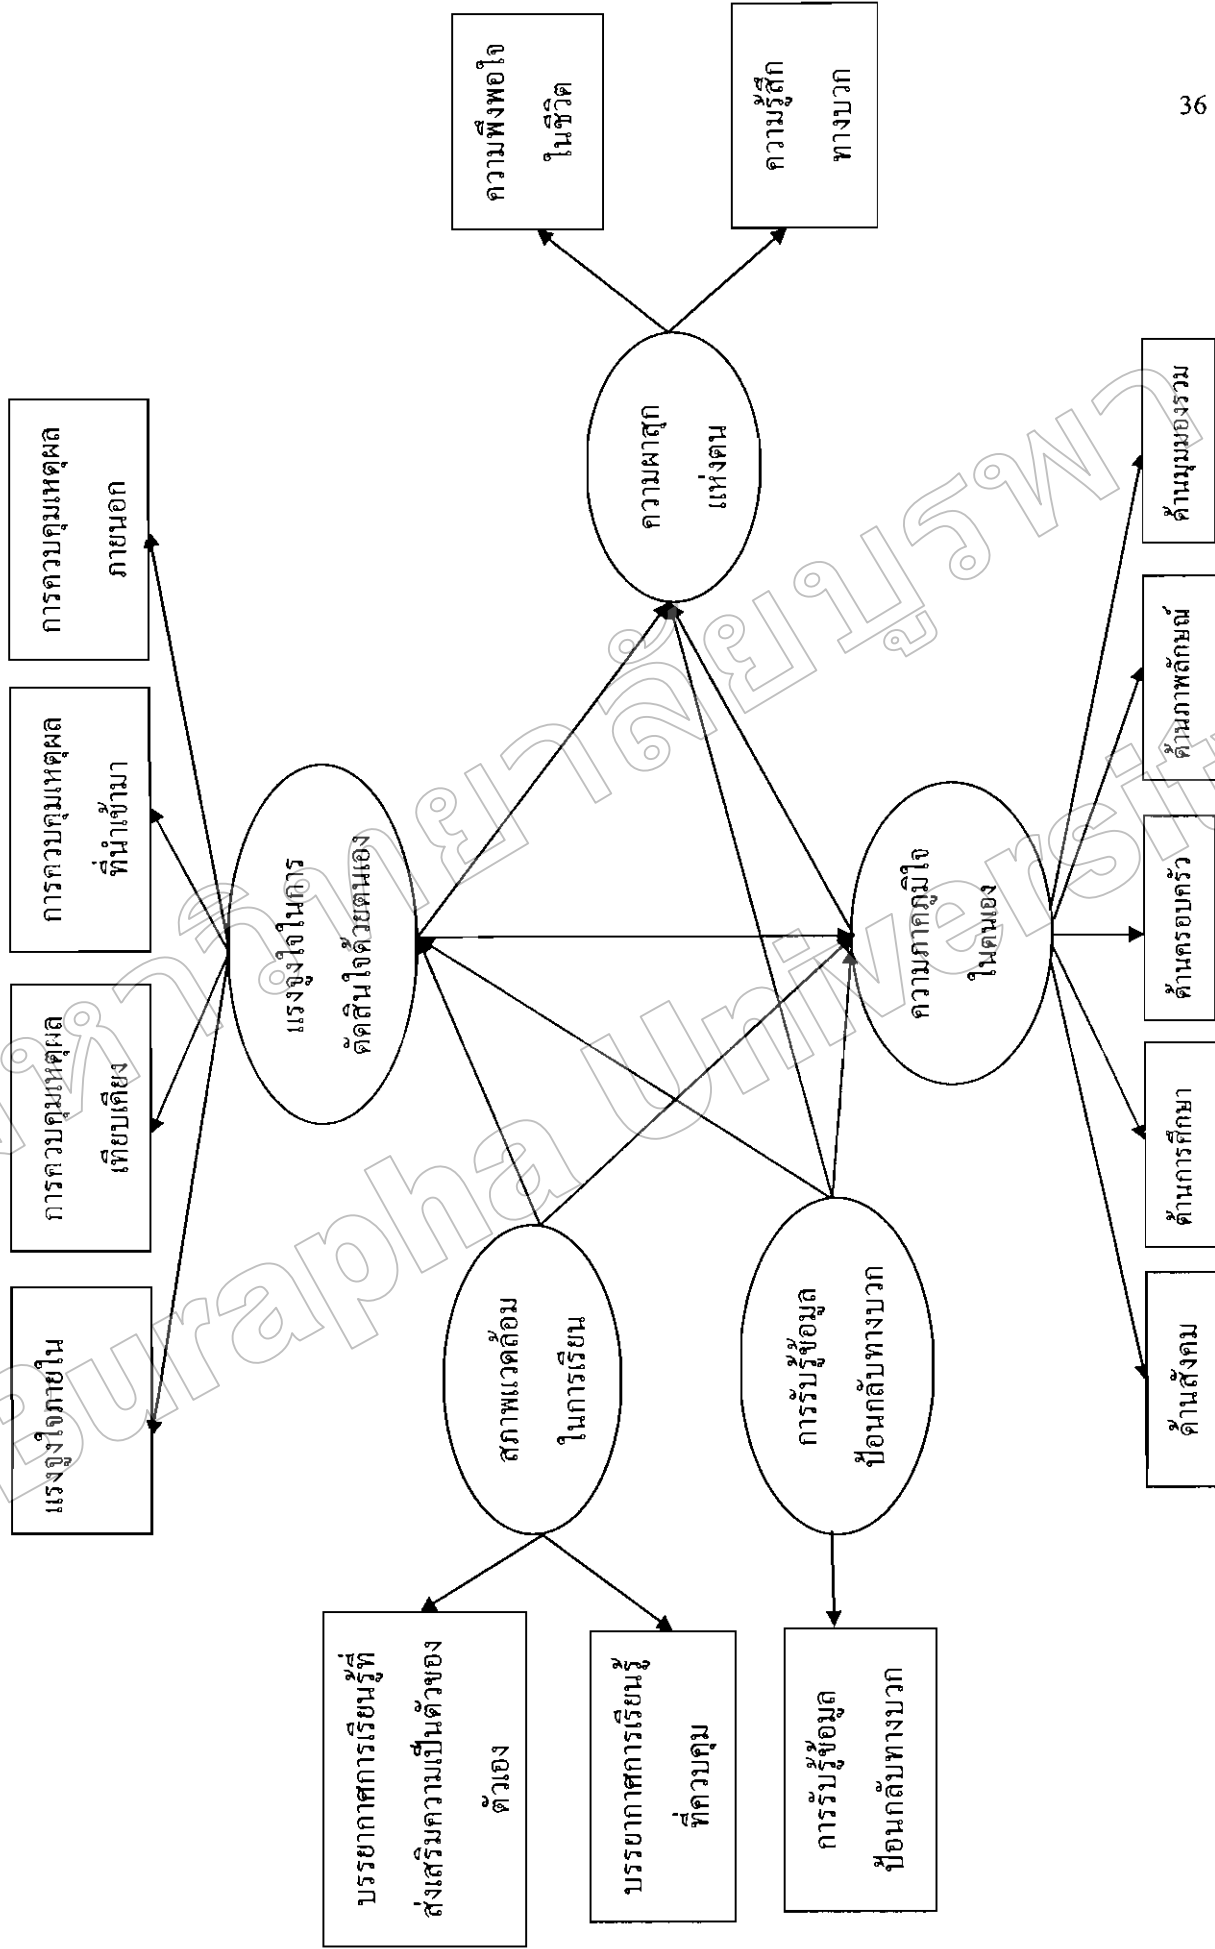 แรงจูงใจภายใน
การควบคุมเหตุผล
เทียบเคียง
การควบคุมเหตุผล
ที่นำเข้ามา
การควบคุมเหตุผล
ภายนอก
แรงจูงใจในการ
ตัดสินใจด้วยตนเอง
บรรยากาศการเรียนรู้ที่
ส่งเสริมความเป็นตัวของ
ตัวเอง
บรรยากาศการเรียนรู้
ที่ควบคุม
สภาพแวดล้อม
ในการเรียน
ความผาสุก
แห่งตน
ความพึงพอใจ
ในชีวิต
ความรู้สึก
ทางบวก
การรับรู้ข้อมูล
ป้อนกลับทางบวก
การรับรู้ข้อมูล
ป้อนกลับทางบวก
ความภาคภูมิใจ
ในตนเอง
ด้านสังคม
ด้านการศึกษา
ด้านครอบครัว
ด้านภาพลักษณ์
ด้านมุมมองรวม
36
มหาวิทยาลัยบูรพา
Burapha University